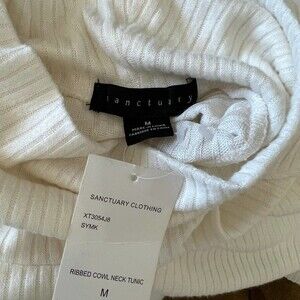 sanctuary
M
SANCTUARY CLOTHING
XT3054J8
SYMK
RIBBED COWL NECK TUNIC
M